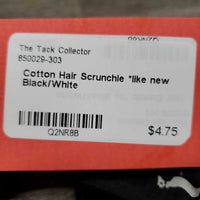 The Tack Collector
850029-303
Cotton Hair Scrunchie *like new
Black/White
Q2NR8B
$4.75